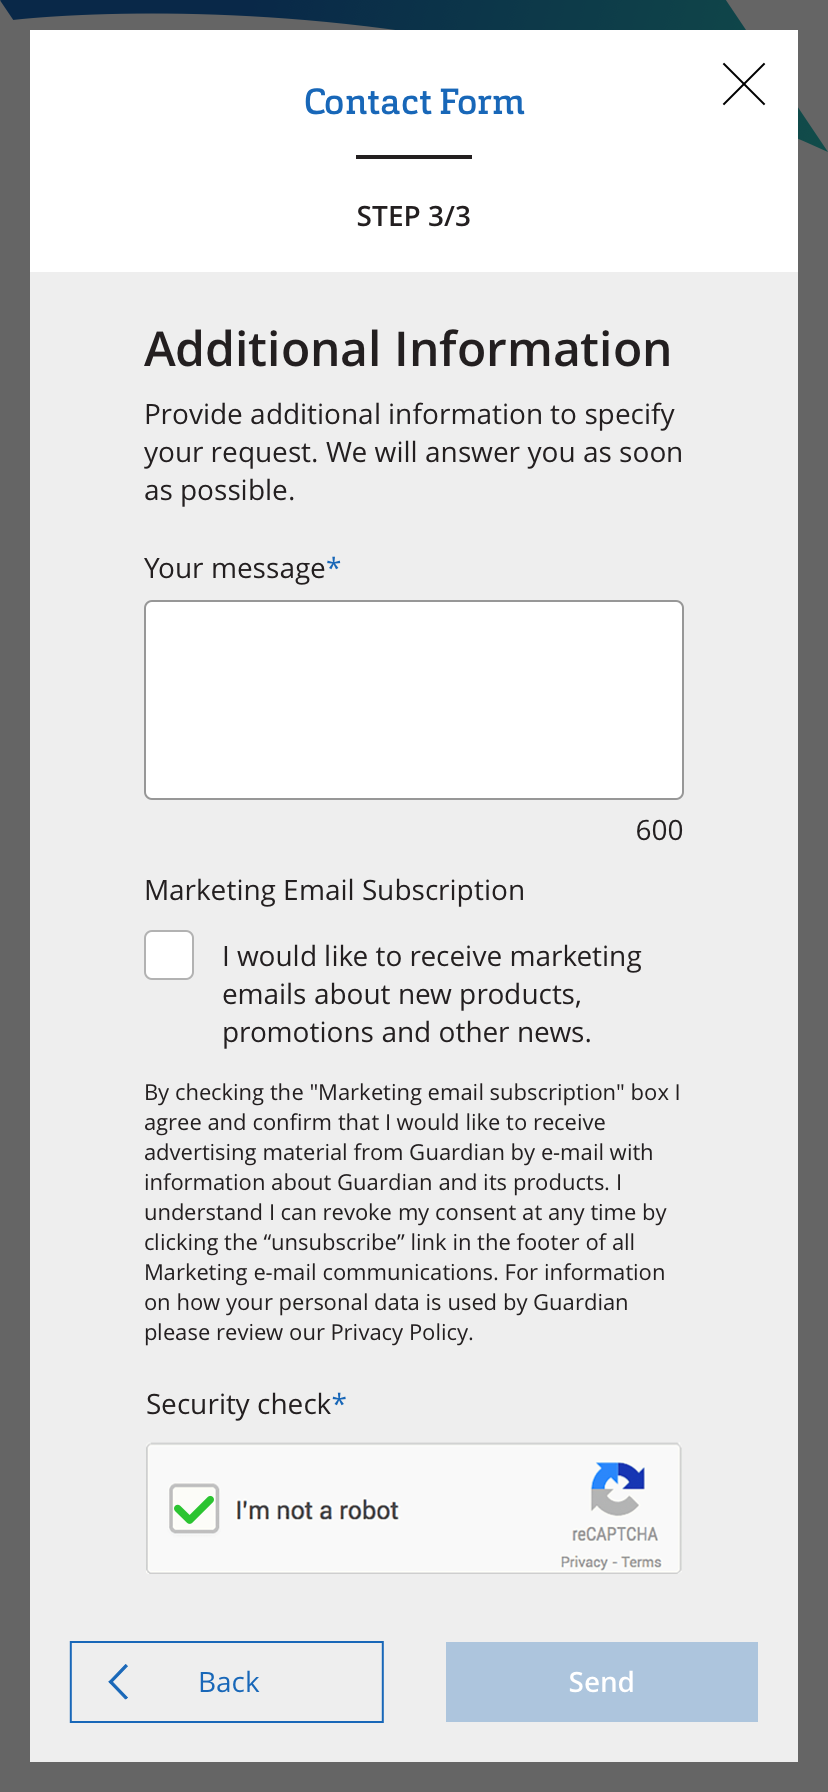 Contact Form
STEP 3/3
Additional Information
Provide additional information to specify
your request. We will answer you as soon
as possible.
Your message*
600
Marketing Email Subscription
I would like to receive marketing
emails about new products,
promotions and other news.
By checking the "Marketing email subscription" box I
agree and confirm that I would like to receive
advertising material from Guardian by e-mail with
information about Guardian and its products. I
understand I can revoke my consent at any time by
clicking the “unsubscribe” link in the footer of all
Marketing e-mail communications. For information
on how your personal data is used by Guardian
please review our Privacy Policy.
Security check*
I'm not a robot
reCAPTCHA
Privacy - Terms
Back
Send